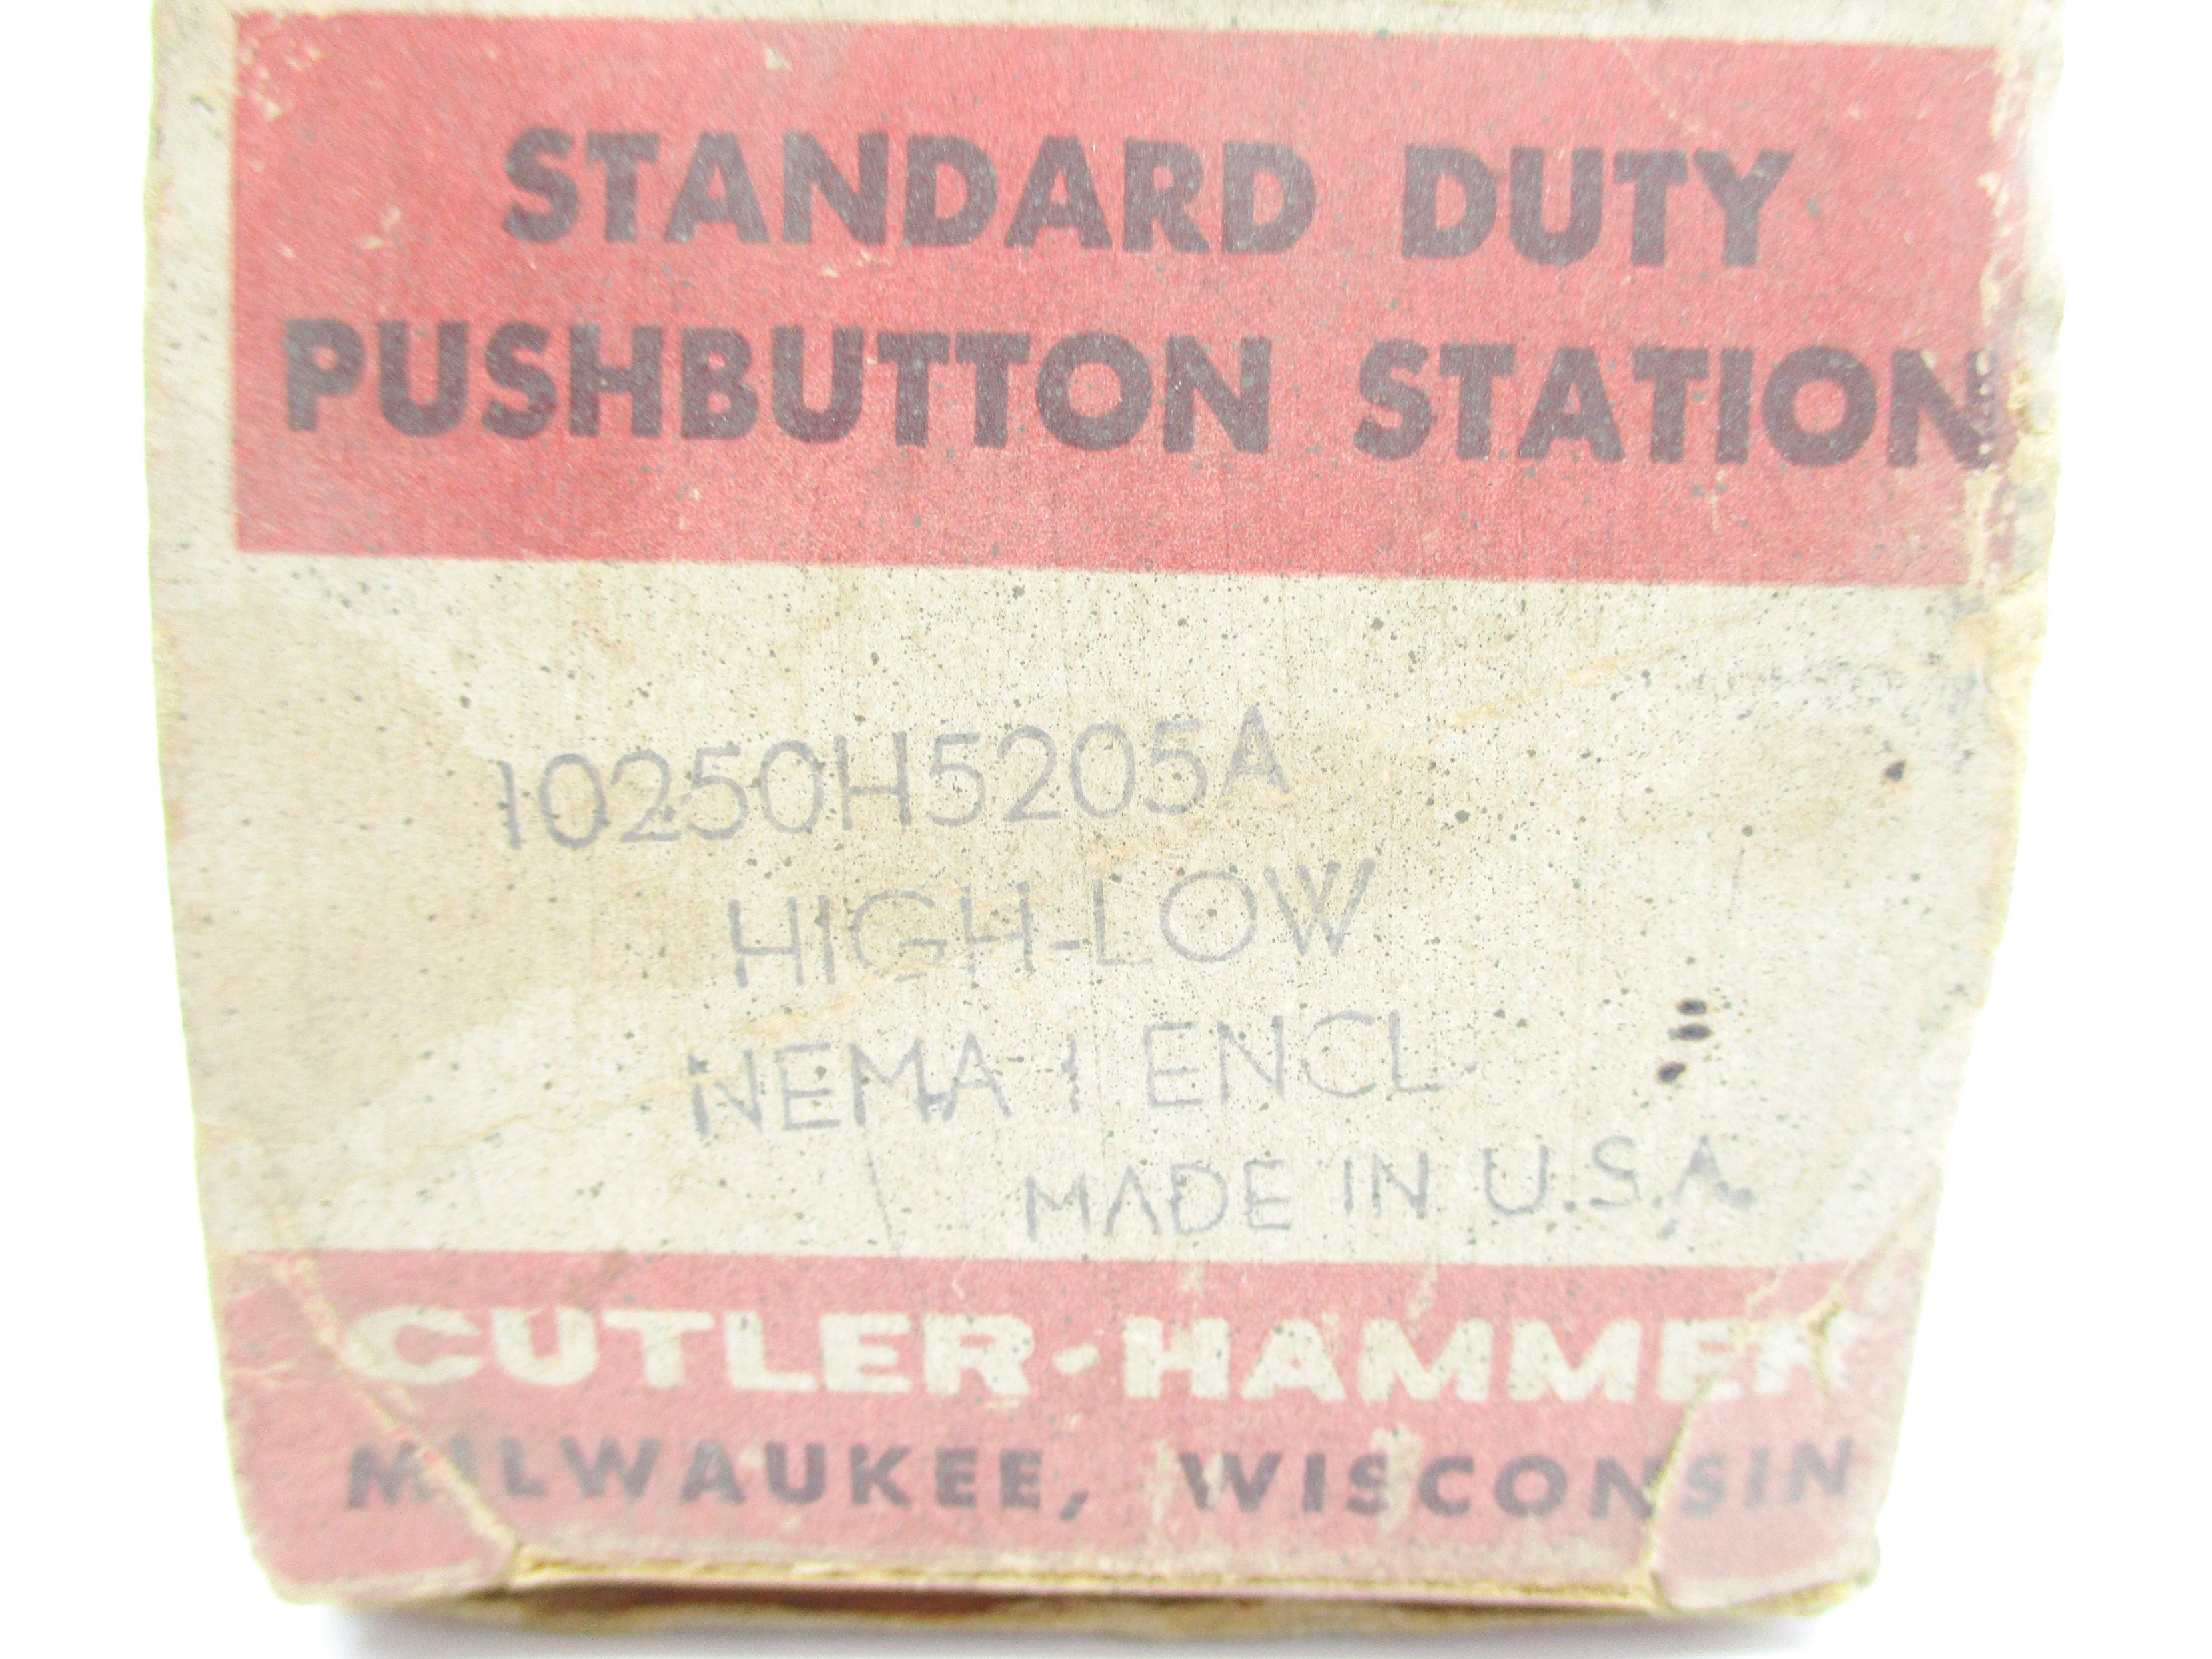 STANDARD DUTY
PUSHBUTTON STATION
10250H5205A
HIGH-LOW
NEMA 1 ENCL.
MADE IN U.S.A.
CUTLER-HAMMER
MILWAUKEE, WISCONSIN